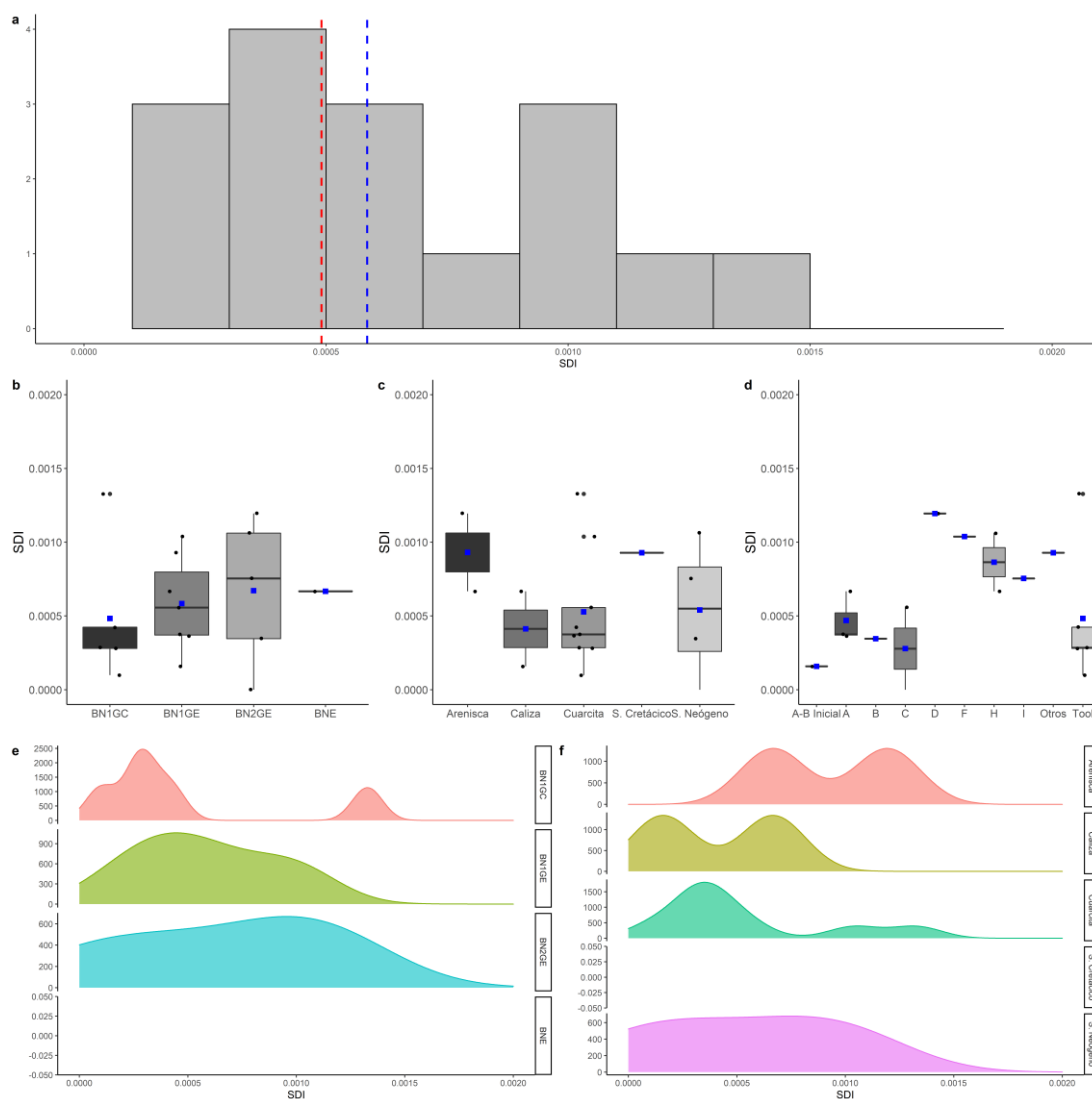 a
4
3
2
1
0
0.0000 0.0005 0.0010 0.0015 0.0020
SDI
b
0.0020
0.0015
0.0010
0.0005
0.0000
SDI
BN1GC BN1GE BN2GE BNE
c
0.0020
0.0015
0.0010
0.0005
0.0000
SDI
Arenisca Caliza Cuarcita S. Cretácico S. Neógeno
d
0.0020
0.0015
0.0010
0.0005
0.0000
SDI
A-B Inicial A B C D F H I Otros
e
2500
2000
1500
1000
500
0
BN1GC
900
600
300
0
BN1GE
600
400
200
0
BN2GE
0.050
0.025
0.000
-0.025
-0.050
BNE
0.0000 0.0005 0.0010 0.0015 0.0020
SDI
f
1000
500
0
1000
500
0
1500
1000
500
0
0.050
0.025
0.000
-0.025
-0.050
600
400
200
0
0.0000 0.0005 0.0010 0.0015 0.0020
SDI